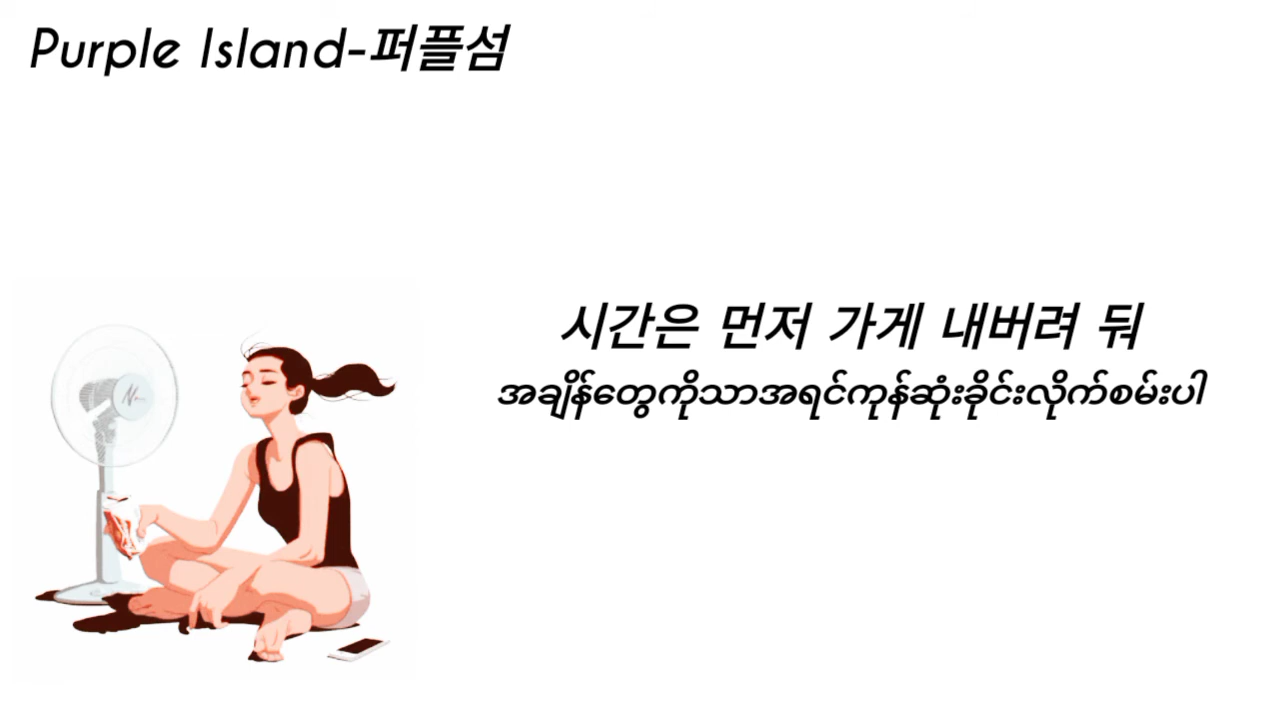 Purple Island-퍼플섬
시간은 먼저 가게 내버려 둬
အချိန်တွေကိုသာအရင်ကုန်ဆုံးခိုင်းလိုက်စမ်းပါ